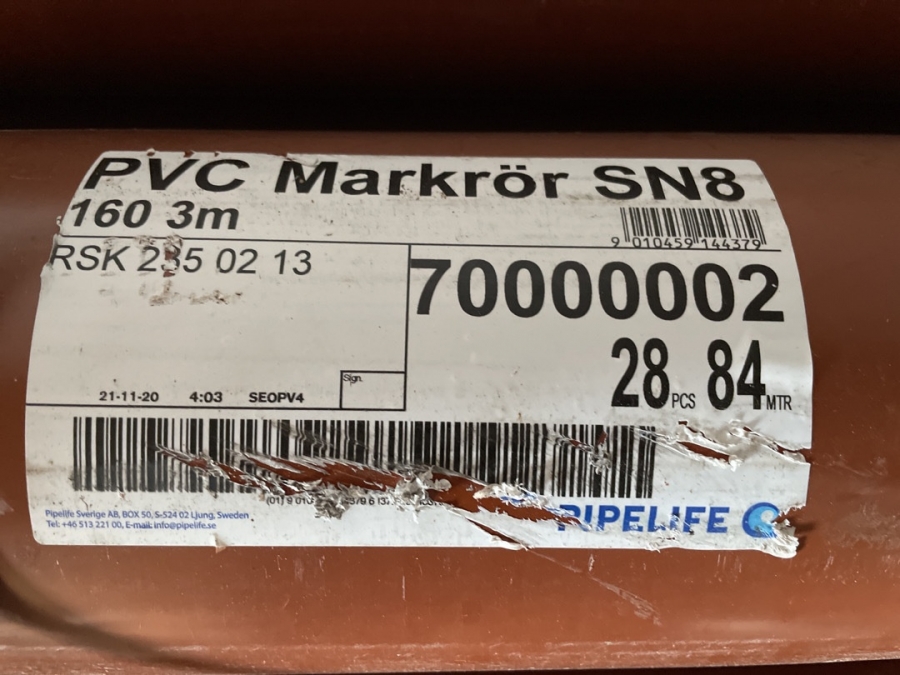 PVC Markrör SN8
160 3m
9 010459 144379
RSK 235 02 13
70000002
28 PCS 84 MTR
Sign.
21-11-20 4:03 SEOPV4
Pipelife Sverige AB, BOX 50, S-524 02 Ljung, Sweden
Tel: +46 513 221 00, E-mail: info@pipelife.se
PIPELIFE